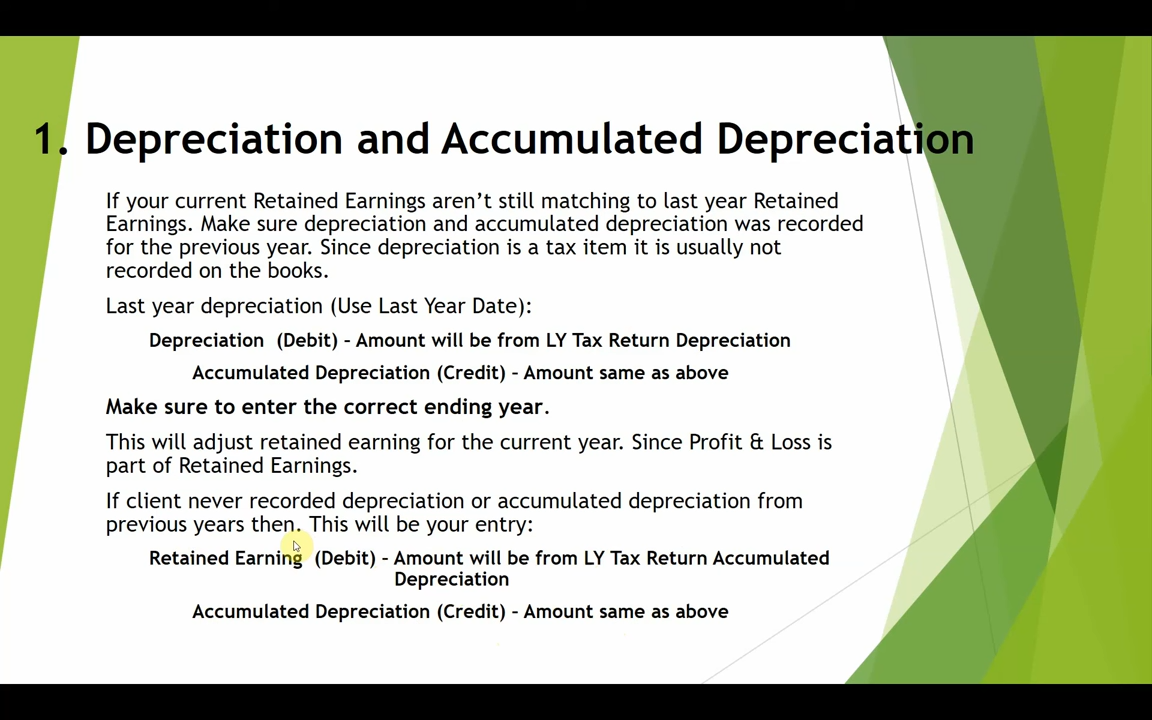 1. Depreciation and Accumulated Depreciation
If your current Retained Earnings aren’t still matching to last year Retained
Earnings. Make sure depreciation and accumulated depreciation was recorded
for the previous year. Since depreciation is a tax item it is usually not
recorded on the books.
Last year depreciation (Use Last Year Date):
Depreciation (Debit) – Amount will be from LY Tax Return Depreciation
Accumulated Depreciation (Credit) – Amount same as above
Make sure to enter the correct ending year.
This will adjust retained earning for the current year. Since Profit & Loss is
part of Retained Earnings.
If client never recorded depreciation or accumulated depreciation from
previous years then. This will be your entry:
Retained Earning (Debit) – Amount will be from LY Tax Return Accumulated
Depreciation
Accumulated Depreciation (Credit) – Amount same as above